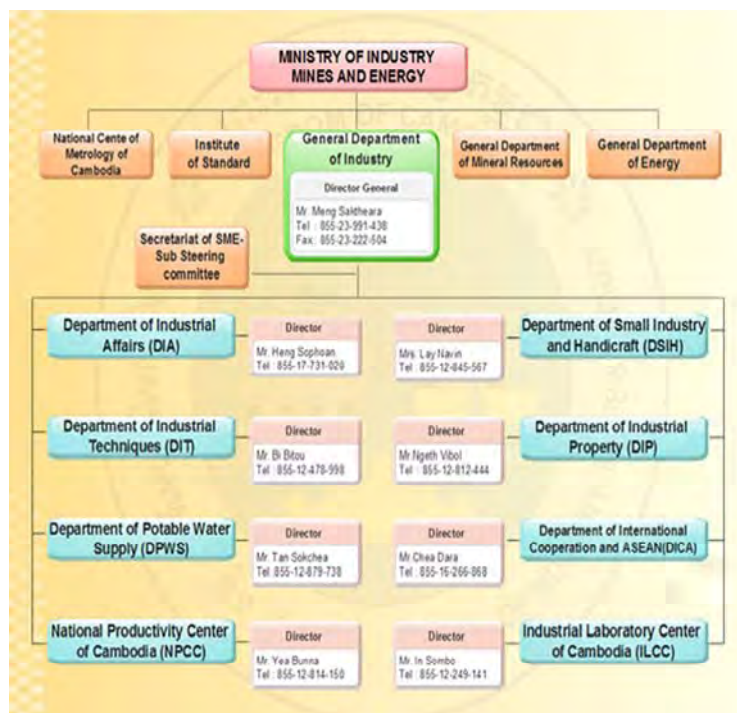 MINISTRY OF INDUSTRY
MINES AND ENERGY
National Cente of
Metrology of
Cambodia
Institute
of Standard
General Department
of Industry
Director General
Mr. Meng Saktheara
Tel : 855-23-991-438
Fax : 855-23-222-504
General Department
of Mineral Resources
General Department
of Energy
Secretariat of SME-
Sub Steering
committee
Department of Industrial
Affairs (DIA)
Director
Mr. Heng Sophoan
Tel : 855-17-731-029
Director
Mrs. Lay Navin
Tel : 855-12-845-567
Department of Small Industry
and Handicraft (DSIH)
Department of Industrial
Techniques (DIT)
Director
Mr. Bi Bitou
Tel : 855-12-478-998
Director
Mr. Ngeth Vibol
Tel : 855-12-812-444
Department of Industrial
Property (DIP)
Department of Potable Water
Supply (DPWS)
Director
Mr. Tan Sokchea
Tel :855-12-879-738
Director
Mr. Chea Dara
Tel : 855-16-266-868
Department of International
Cooperation and ASEAN(DICA)
National Productivity Center
of Cambodia (NPCC)
Director
Mr. Yea Bunna
Tel : 855-12-814-150
Director
Mr. In Sombo
Tel : 855-12-249-141
Industrial Laboratory Center
of Cambodia (ILCC)